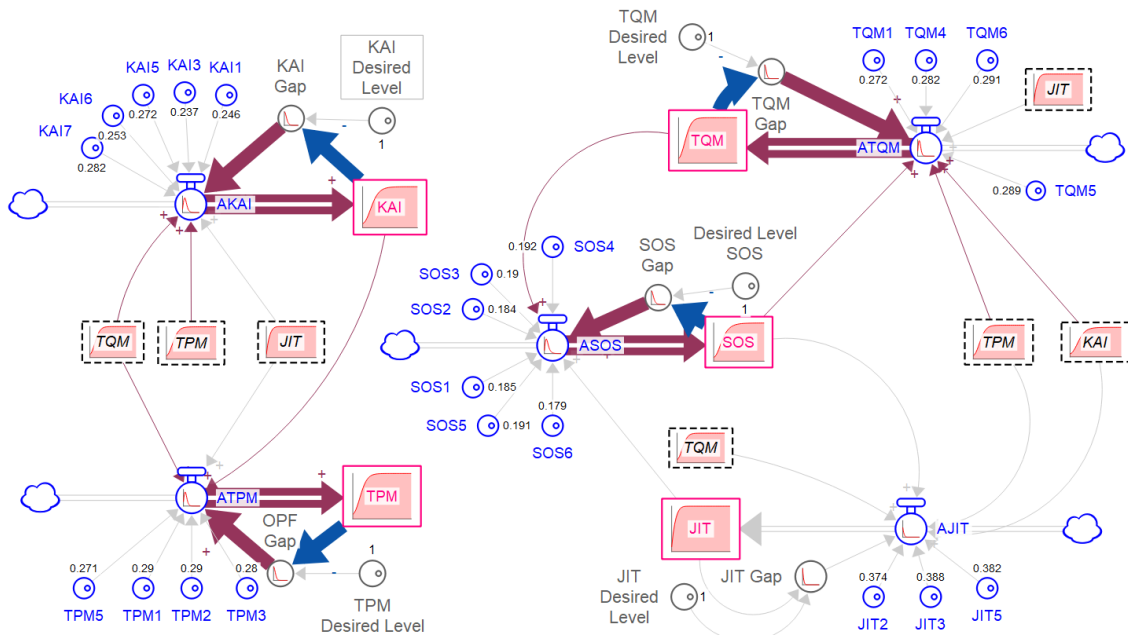 KAI1
KAI3
KAI5
KAI6
KAI7
0.246
0.237
0.272
0.253
0.282
KAI
Gap
KAI
Desired
Level
1
-
+
AKAI
KAI
+
+
+
+
TQM
TPM
JIT
+
+
+
+
ATPM
TPM
OPF
Gap
+
-
1
TPM
Desired Level
0.271
0.29
0.29
0.28
TPM5
TPM1
TPM2
TPM3
TQM
Desired
Level
1
-
TQM
Gap
TQM
TQM1
TQM4
TQM6
0.272
0.282
0.291
JIT
+
ATQM
+
+
0.289
TQM5
SOS4
0.192
SOS3
0.19
SOS2
0.184
+
SOS
Gap
Desired Level
SOS
-
1
ASOS
+
+
SOS
SOS1
0.185
SOS5
0.191
0.179
SOS6
TPM
KAI
TQM
+
+
JIT
AJIT
JIT Gap
JIT
Desired
Level
1
0.374
0.388
0.382
JIT2
JIT3
JIT5